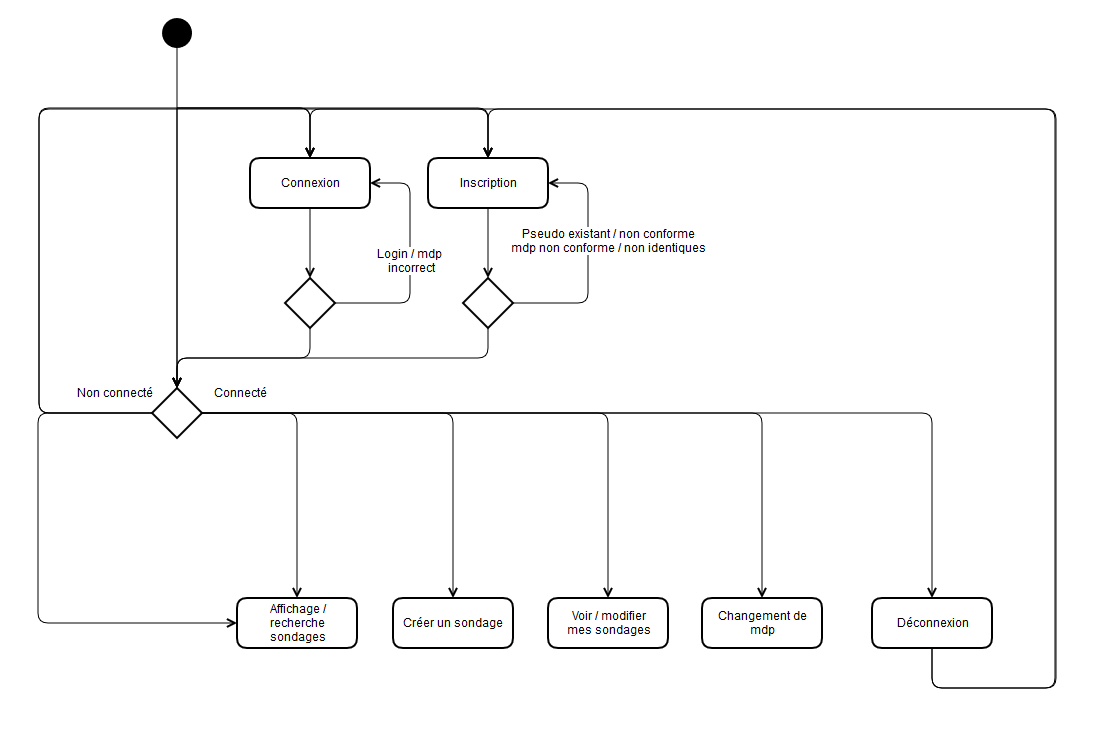 Connexion
Inscription
Pseudo existant / non conforme
mdp non conforme / non identiques
Login / mdp
incorrect
Non connecté
Connecté
Affichage /
recherche
sondages
Créer un sondage
Voir / modifier
mes sondages
Changement de
mdp
Déconnexion